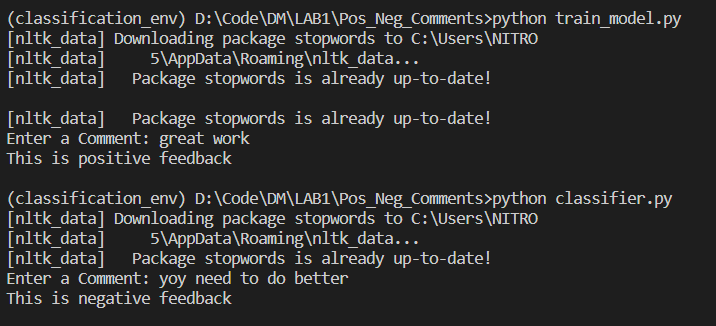 (classification_env) D:\Code\DM\LAB1\Pos_Neg_Comments>python train_model.py
[nltk_data] Downloading package stopwords to C:\Users\NITRO
[nltk_data]     5\AppData\Roaming\nltk_data...
[nltk_data]   Package stopwords is already up-to-date!
[nltk_data]   Package stopwords is already up-to-date!
Enter a Comment: great work
This is positive feedback
(classification_env) D:\Code\DM\LAB1\Pos_Neg_Comments>python classifier.py
[nltk_data] Downloading package stopwords to C:\Users\NITRO
[nltk_data]     5\AppData\Roaming\nltk_data...
[nltk_data]   Package stopwords is already up-to-date!
Enter a Comment: yoy need to do better
This is negative feedback